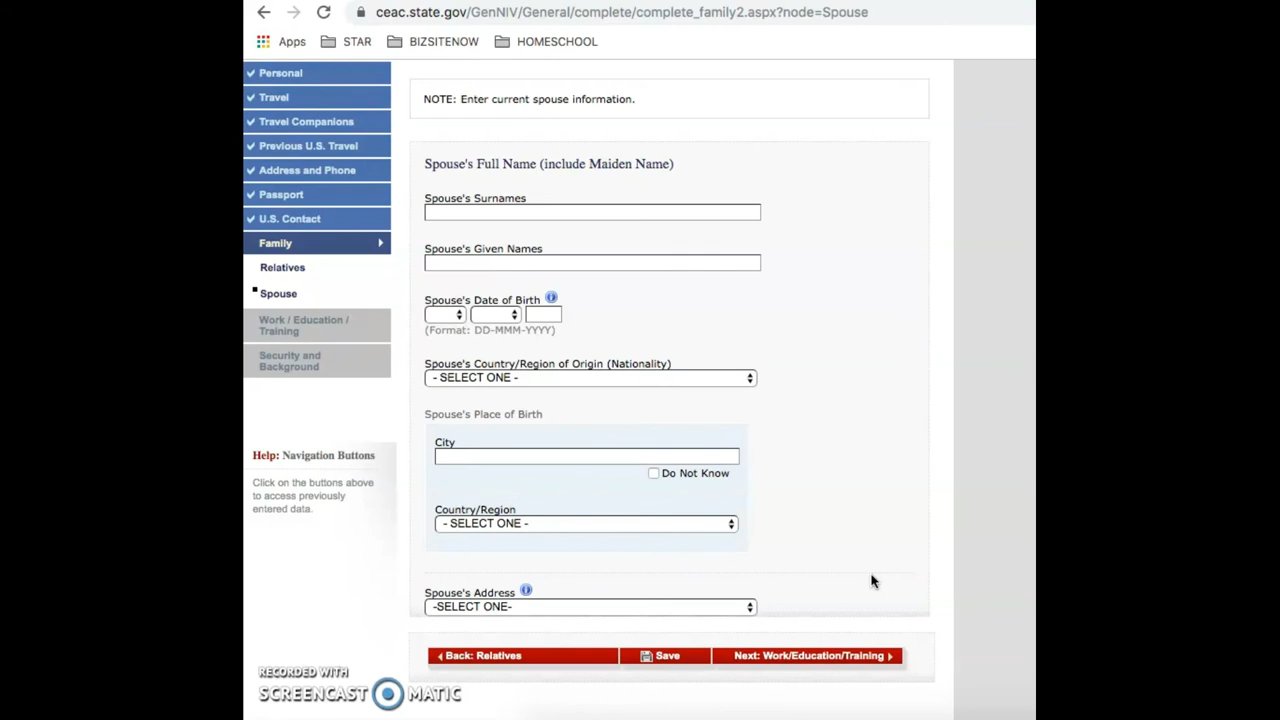 ceac.state.gov/GenNIV/General/complete/complete_family2.aspx?node=Spouse
Apps STAR BIZSITENOW HOMESCHOOL
Personal
Travel
Travel Companions
Previous U.S. Travel
Address and Phone
Passport
U.S. Contact
Family
Relatives
Spouse
Work / Education /
Training
Security and
Background
Help: Navigation Buttons
Click on the buttons above
to access previously
entered data.
NOTE: Enter current spouse information.
Spouse's Full Name (include Maiden Name)
Spouse's Surnames
Spouse's Given Names
Spouse's Date of Birth
(Format: DD-MMM-YYYY)
Spouse's Country/Region of Origin (Nationality)
- SELECT ONE -
Spouse's Place of Birth
City
Do Not Know
Country/Region
- SELECT ONE -
Spouse's Address
-SELECT ONE-
Back: Relatives Save Next: Work/Education/Training
RECORDED WITH
SCREENCAST MATIC